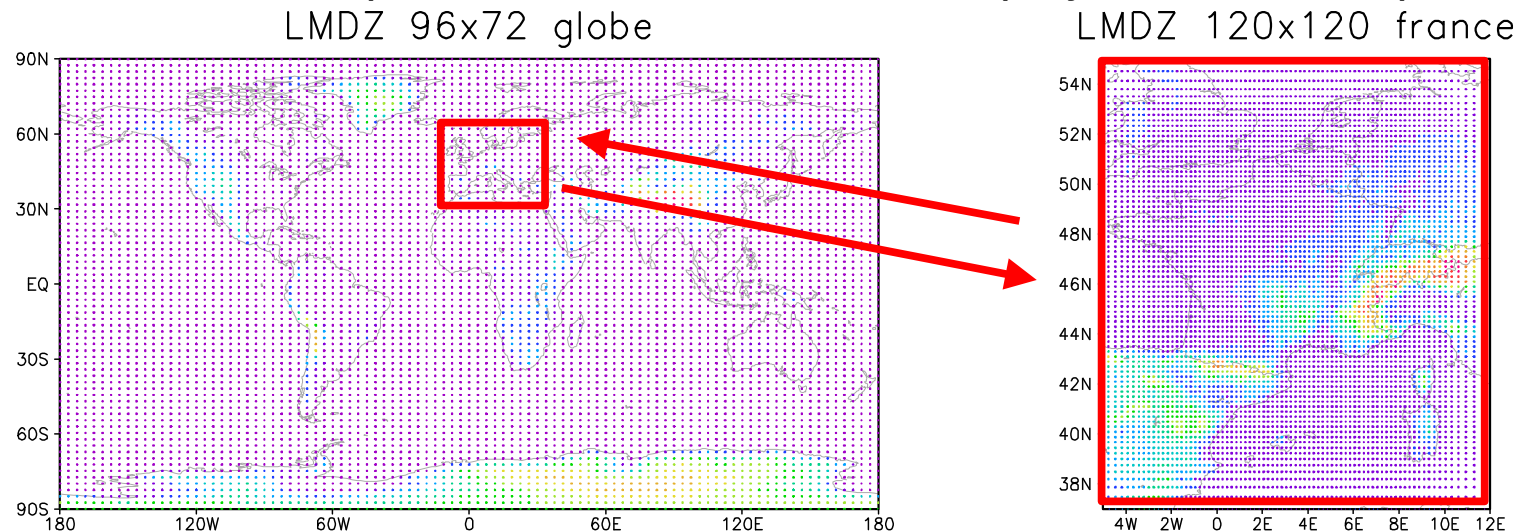 LMDZ 96x72 globe
LMDZ 120x120 france
90N
60N
30N
EQ
30S
60S
90S
180
120W
60W
0
60E
120E
180
54N
52N
50N
48N
46N
44N
42N
40N
38N
4W
2W
0
2E
4E
6E
8E
10E
12E